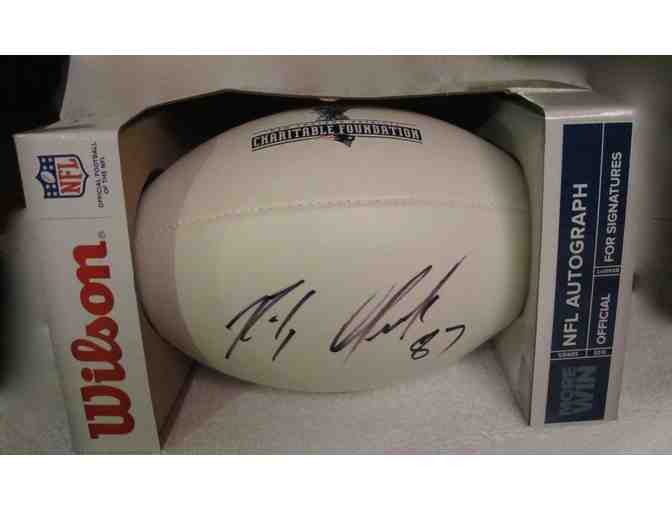 NFL
OFFICIAL FOOTBALL
OF THE NFL
Wilson
CHARITABLE FOUNDATION
87
NFL AUTOGRAPH
FOR SIGNATURES
OFFICIAL
MORE
WIN